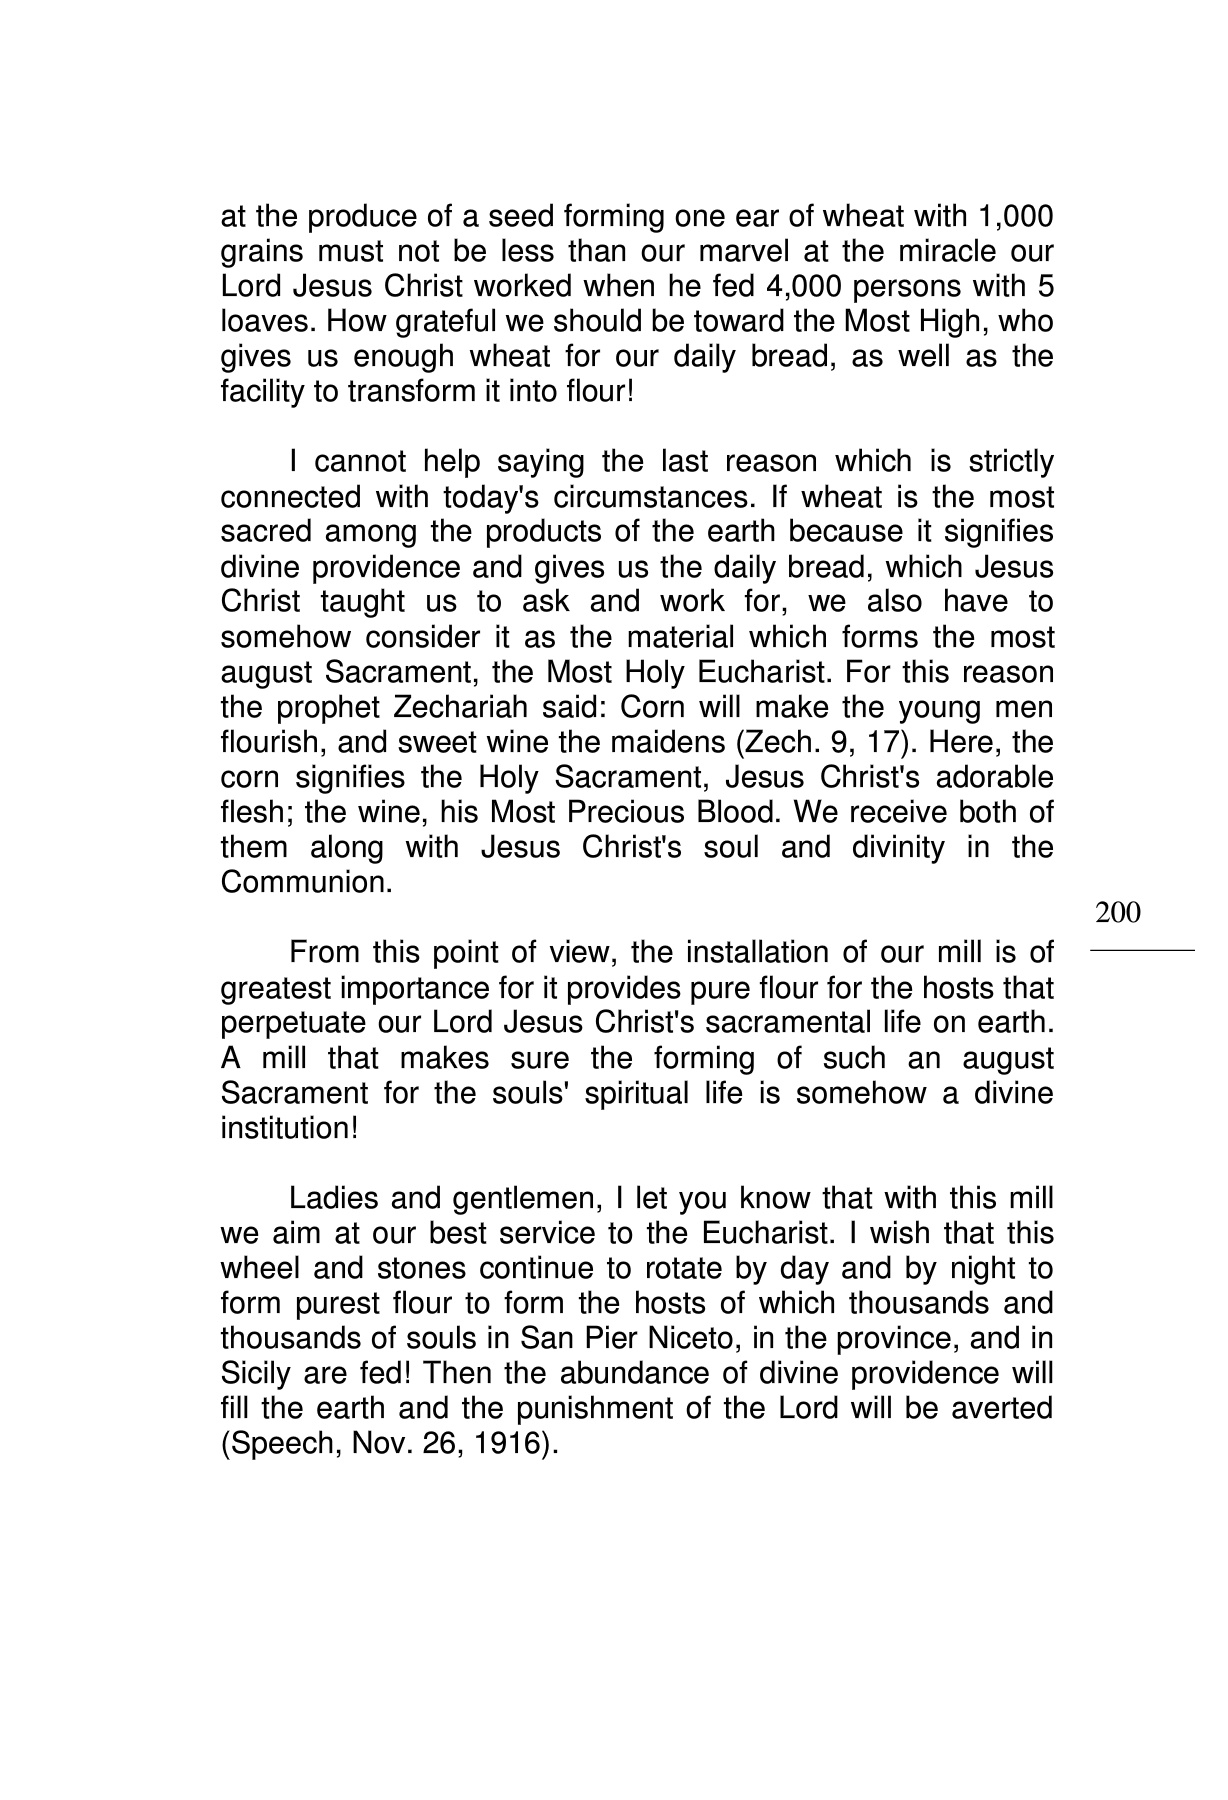 at the produce of a seed forming one ear of wheat with 1,000
grains must not be less than our marvel at the miracle our
Lord Jesus Christ worked when he fed 4,000 persons with 5
loaves. How grateful we should be toward the Most High, who
gives us enough wheat for our daily bread, as well as the
facility to transform it into flour!
I cannot help saying the last reason which is strictly
connected with today's circumstances. If wheat is the most
sacred among the products of the earth because it signifies
divine providence and gives us the daily bread, which Jesus
Christ taught us to ask and work for, we also have to
somehow consider it as the material which forms the most
august Sacrament, the Most Holy Eucharist. For this reason
the prophet Zechariah said: Corn will make the young men
flourish, and sweet wine the maidens (Zech. 9, 17). Here, the
corn signifies the Holy Sacrament, Jesus Christ's adorable
flesh; the wine, his Most Precious Blood. We receive both of
them along with Jesus Christ's soul and divinity in the
Communion.
200
From this point of view, the installation of our mill is of
greatest importance for it provides pure flour for the hosts that
perpetuate our Lord Jesus Christ's sacramental life on earth.
A mill that makes sure the forming of such an august
Sacrament for the souls' spiritual life is somehow a divine
institution!
Ladies and gentlemen, I let you know that with this mill
we aim at our best service to the Eucharist. I wish that this
wheel and stones continue to rotate by day and by night to
form purest flour to form the hosts of which thousands and
thousands of souls in San Pier Niceto, in the province, and in
Sicily are fed! Then the abundance of divine providence will
fill the earth and the punishment of the Lord will be averted
(Speech, Nov. 26, 1916).